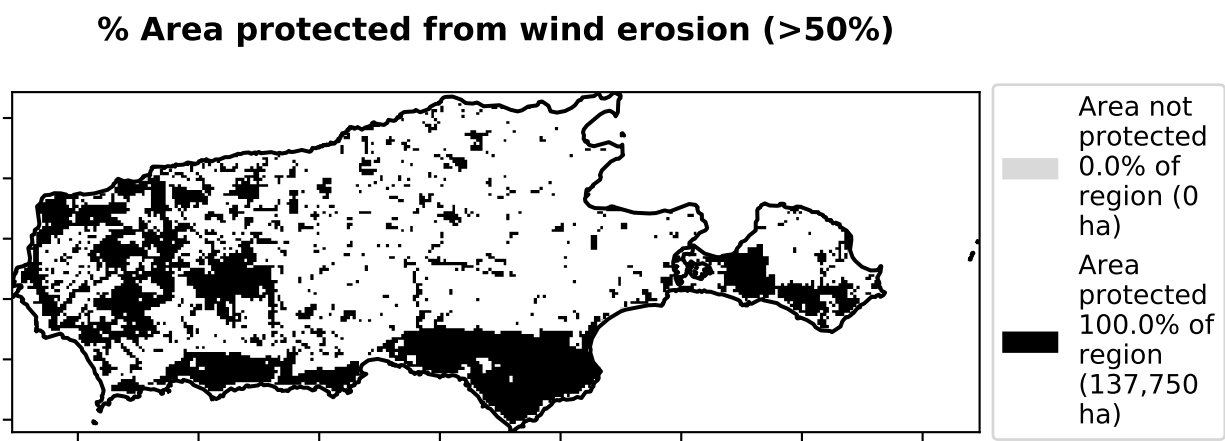 % Area protected from wind erosion (>50%)
Area not
protected
0.0% of
region (0
ha)
Area
protected
100.0% of
region
(137,750
ha)